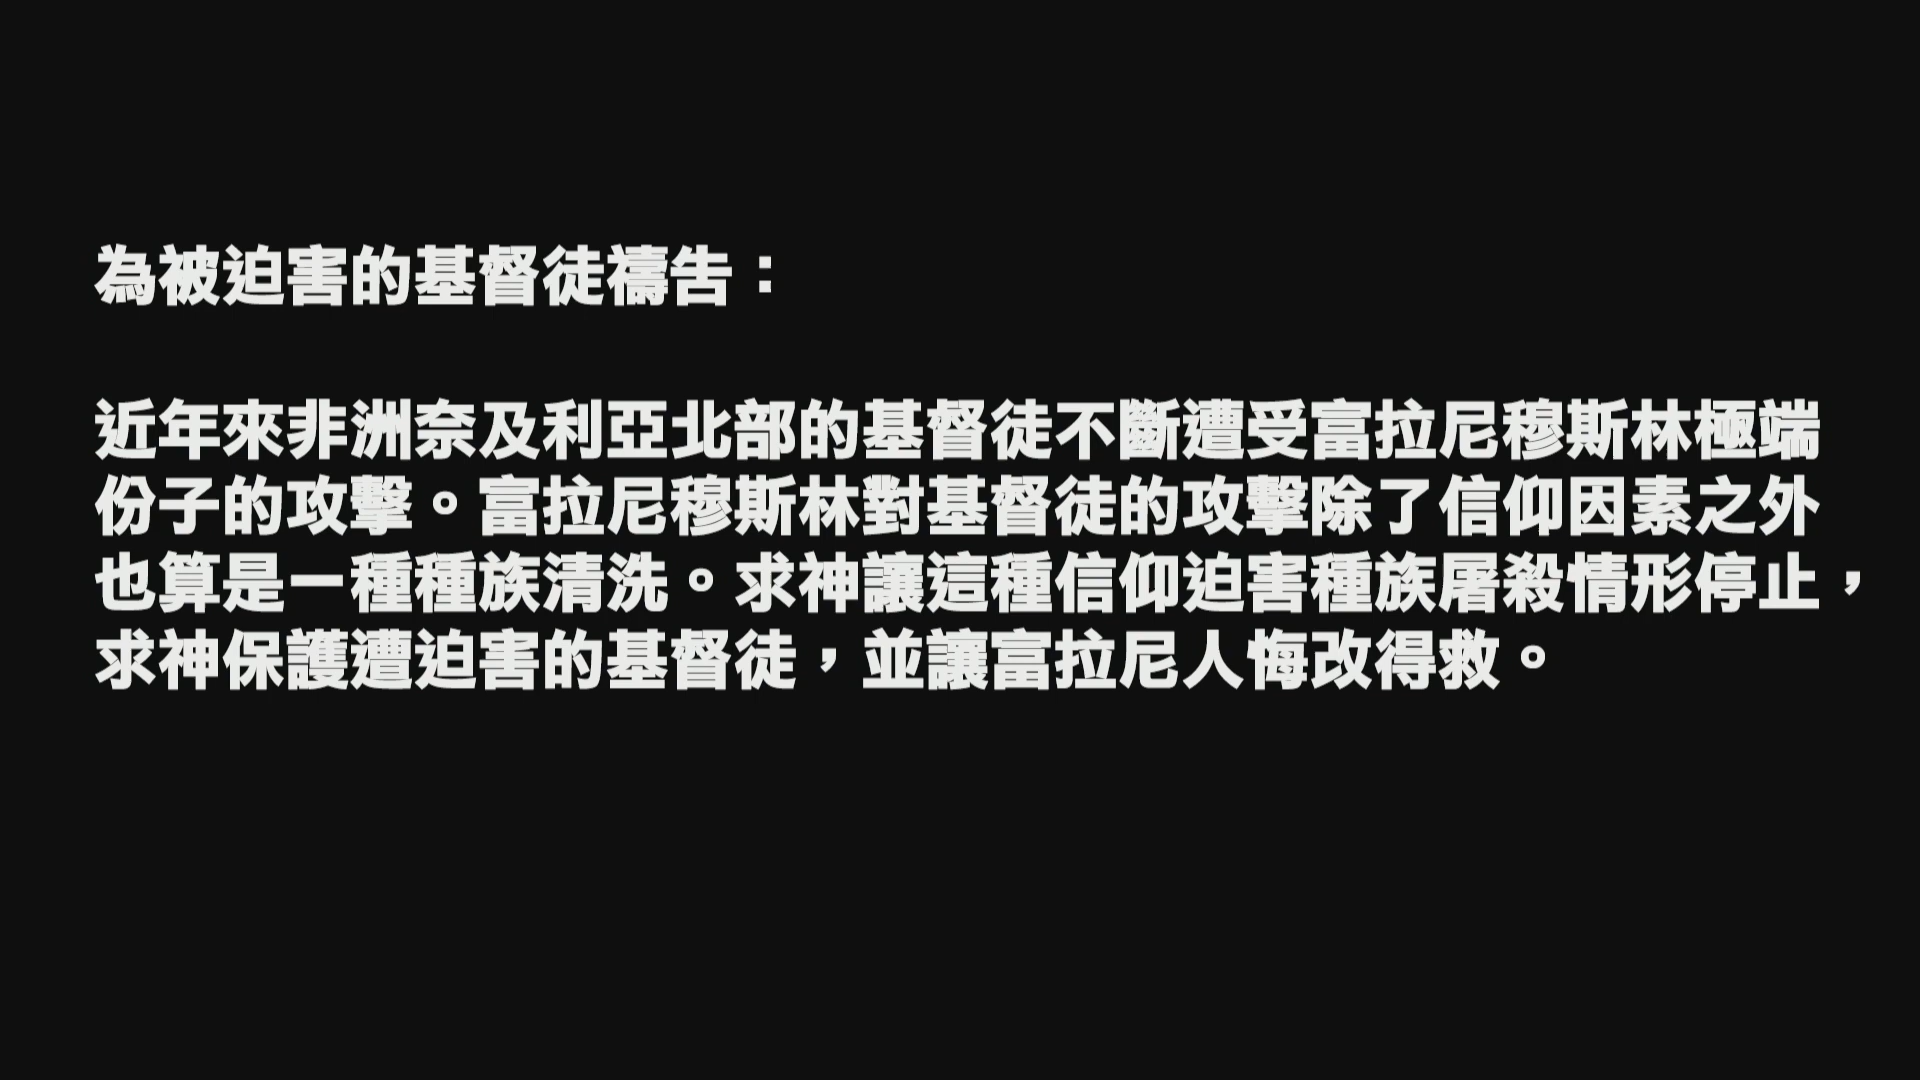 為被迫害的基督徒禱告：
近年來非洲奈及利亞北部的基督徒不斷遭受富拉尼穆斯林極端
份子的攻擊。富拉尼穆斯林對基督徒的攻擊除了信仰因素之外
也算是一種種族清洗。求神讓這種信仰迫害種族屠殺情形停止，
求神保護遭迫害的基督徒，並讓富拉尼人悔改得救。